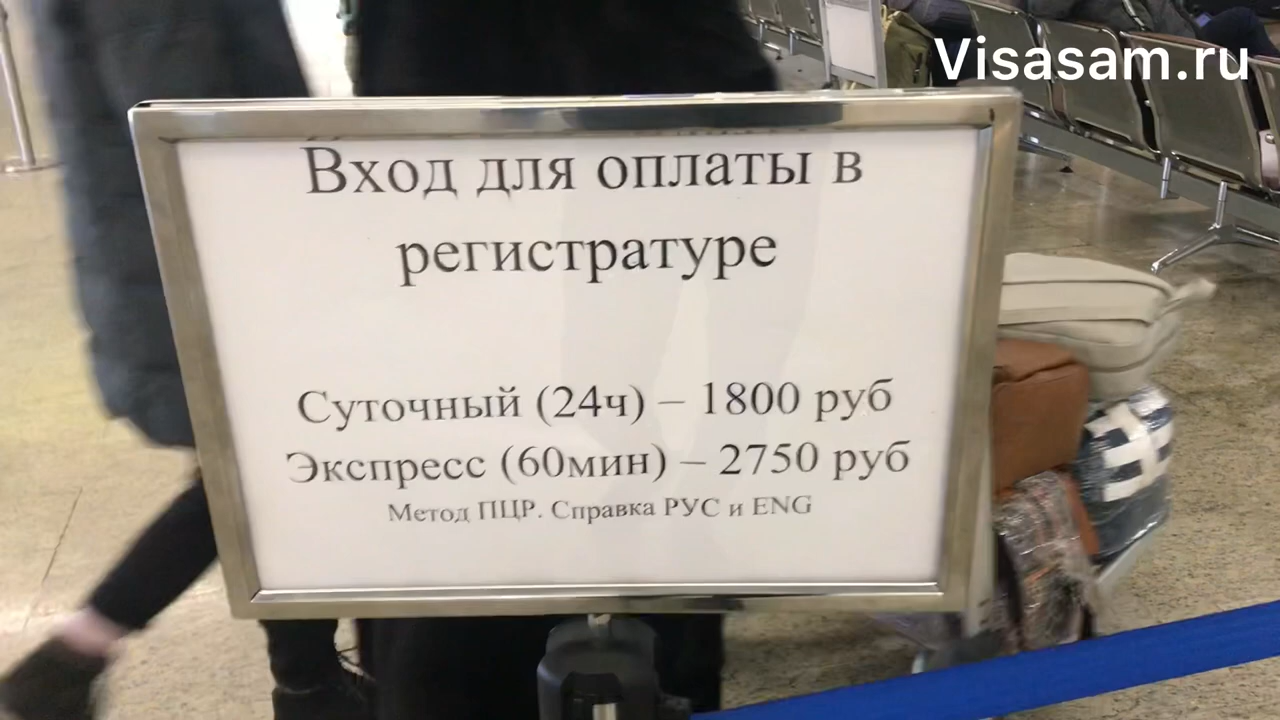 Visasam.ru
Вход для оплаты в
регистратуре
Суточный (24ч) – 1800 руб
Экспресс (60мин) – 2750 руб
Метод ПЦР. Справка РУС и ENG